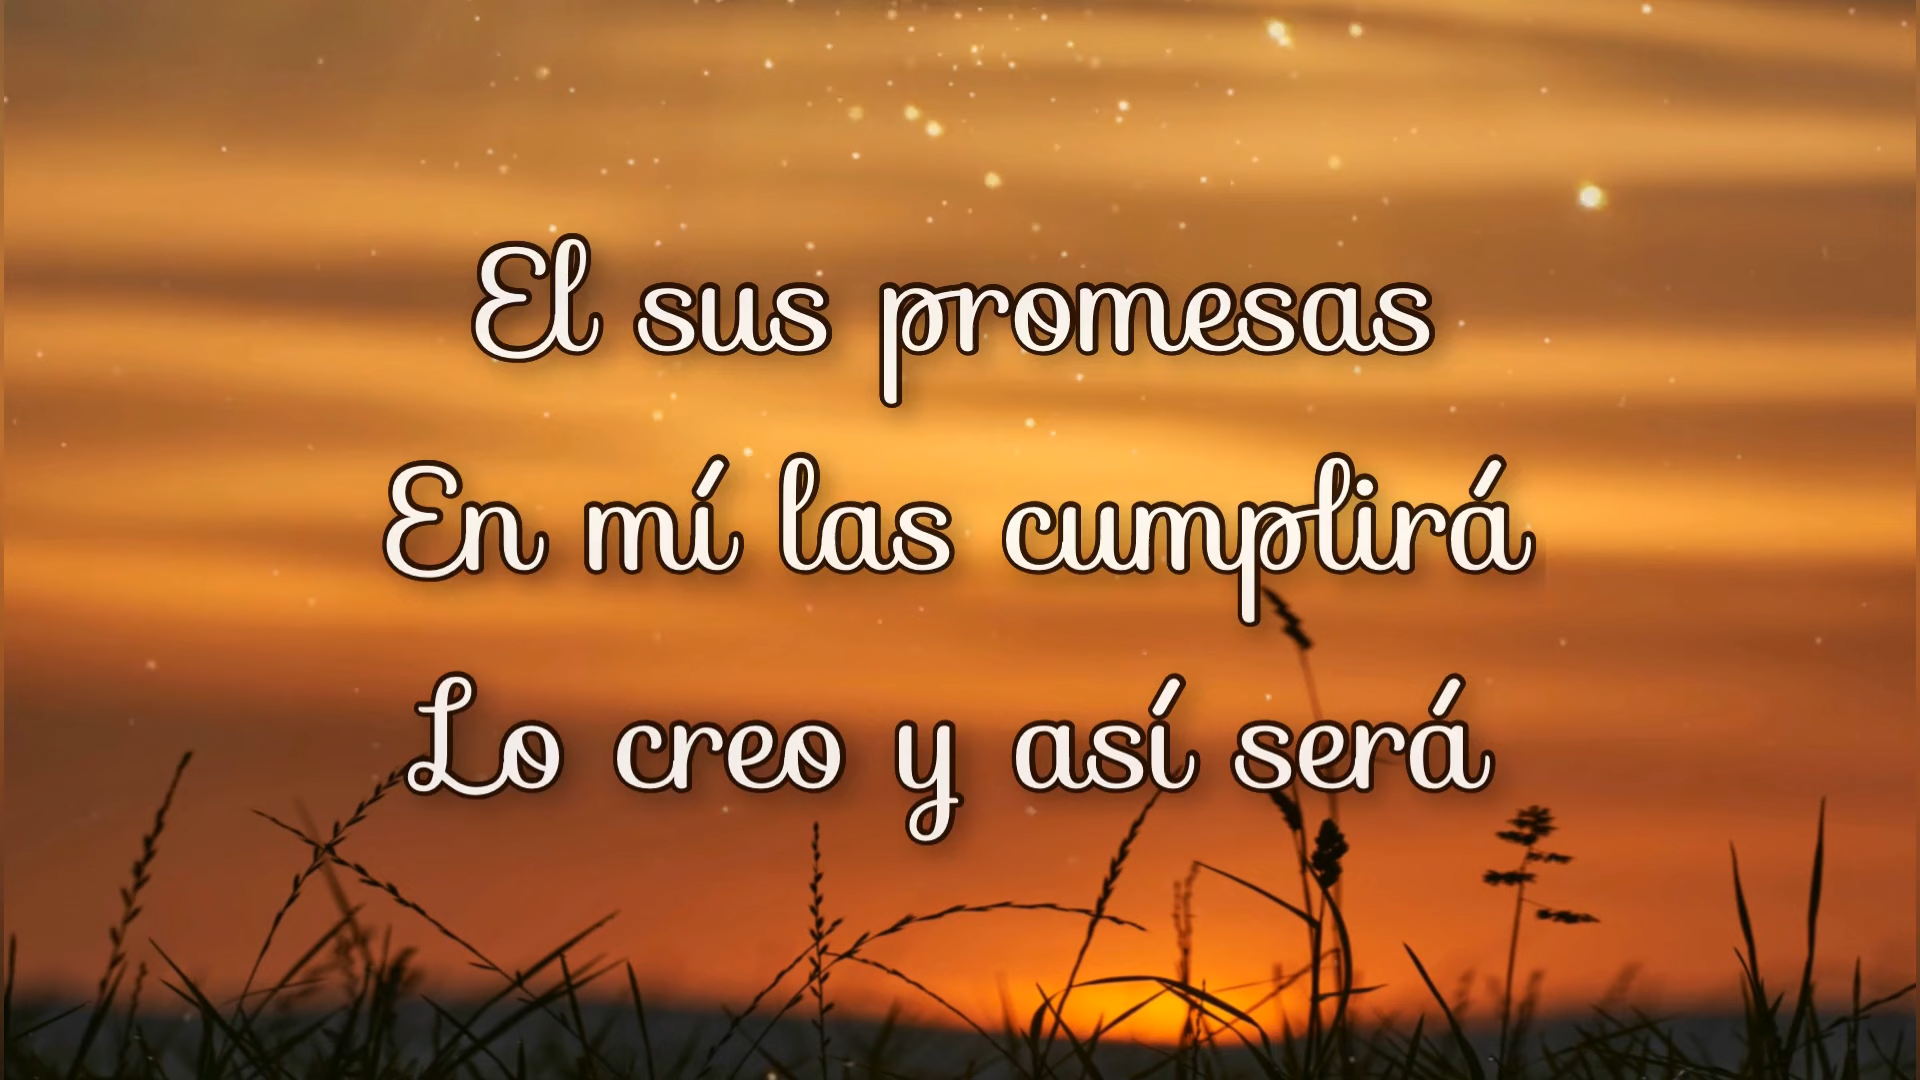 El sus promesas
En mí las cumplirá
Lo creo y así será